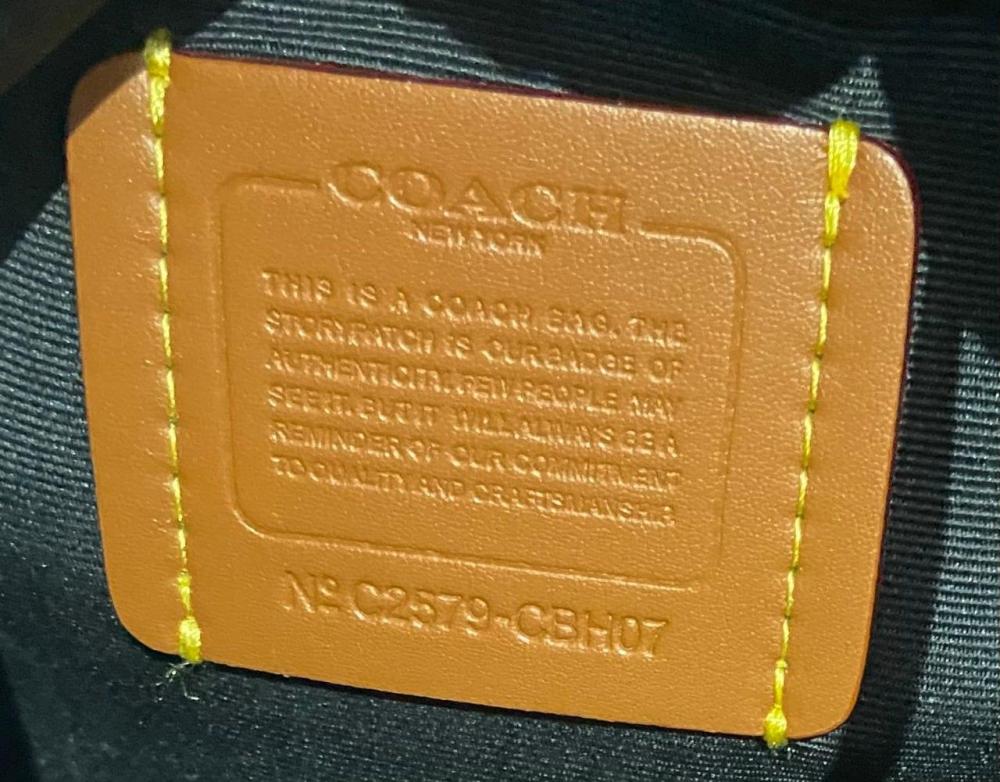 COACH
NEW YORK
THIS IS A COACH BAG. THE
STORYPATCH IS OUR BADGE OF
AUTHENTICITY. FEW PEOPLE MAY
SEE IT. BUT IT WILL ALWAYS BE A
REMINDER OF OUR COMMITMENT
TO QUALITY AND CRAFTSMANSHIP.
Nº C2579-CBH07